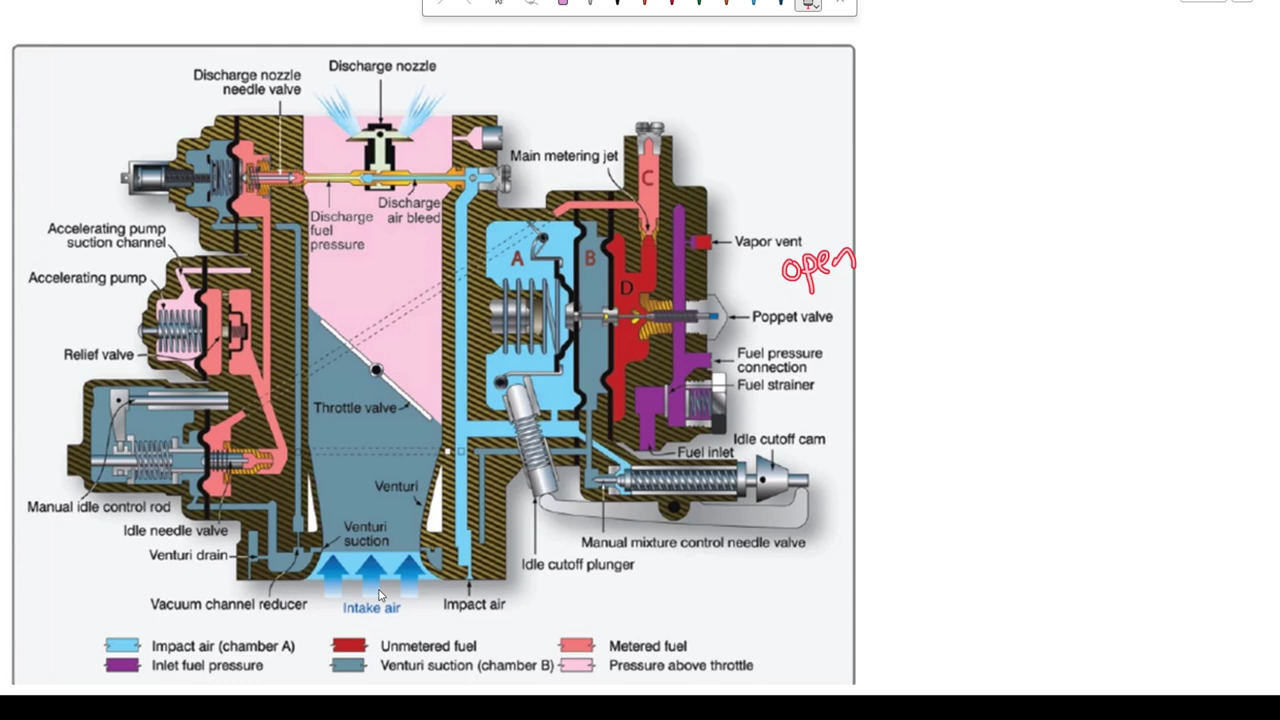 Discharge nozzle
needle valve
Discharge nozzle
Main metering jet
C
Discharge
fuel
pressure
Discharge
air bleed
Accelerating pump
suction channel
Accelerating pump
Relief valve
A
B
D
Vapor vent
open
Poppet valve
Fuel pressure
connection
Fuel strainer
Throttle valve
Idle cutoff cam
Fuel inlet
Manual idle control rod
Idle needle valve
Venturi
Venturi
suction
Venturi drain
Manual mixture control needle valve
Idle cutoff plunger
Vacuum channel reducer
Intake air
Impact air
Impact air (chamber A)
Unmetered fuel
Metered fuel
Inlet fuel pressure
Venturi suction (chamber B)
Pressure above throttle